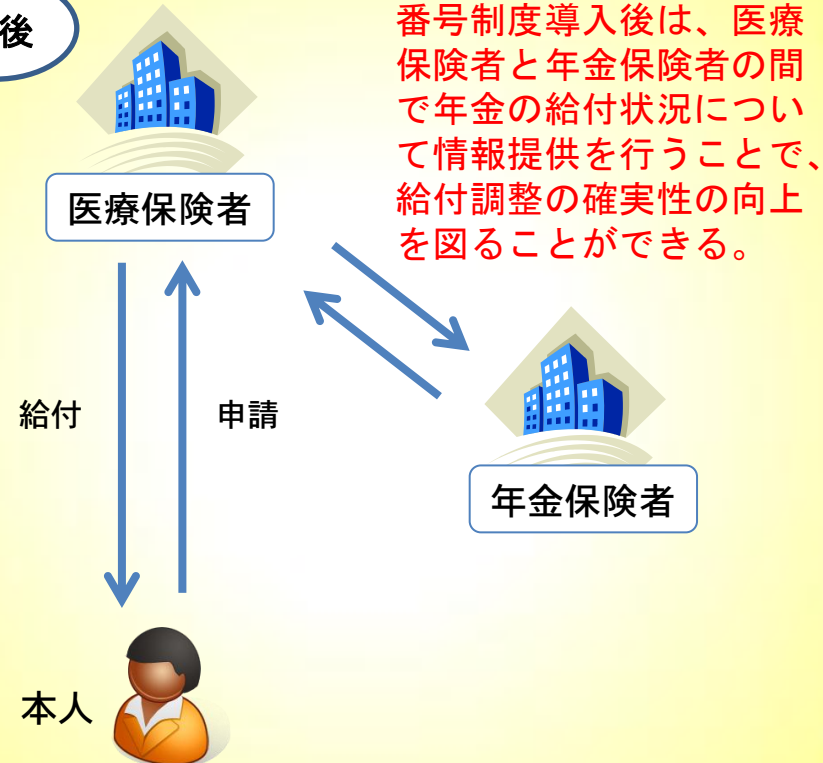 後
番号制度導入後は、医療
保険者と年金保険者の間
で年金の給付状況につい
て情報提供を行うことで、
給付調整の確実性の向上
を図ることができる。
医療保険者
給付
申請
年金保険者
本人